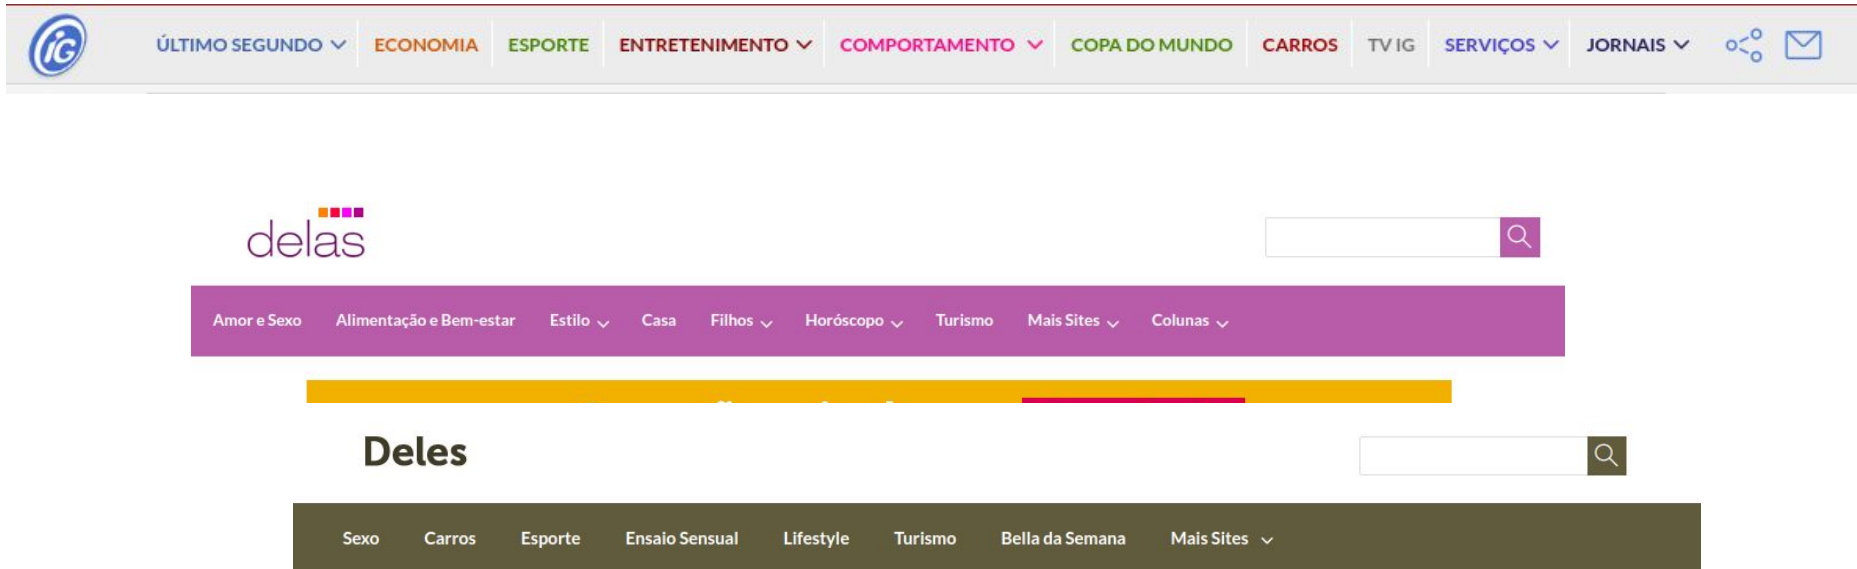 iG ÚLTIMO SEGUNDO ECONOMIA ESPORTE ENTRETENIMENTO COMPORTAMENTO COPA DO MUNDO CARROS TV IG SERVIÇOS JORNAIS
delas
Amor e Sexo Alimentação e Bem-estar Estilo Casa Filhos Horóscopo Turismo Mais Sites Colunas
Deles
Sexo Carros Esporte Ensaio Sensual Lifestyle Turismo Bella da Semana Mais Sites